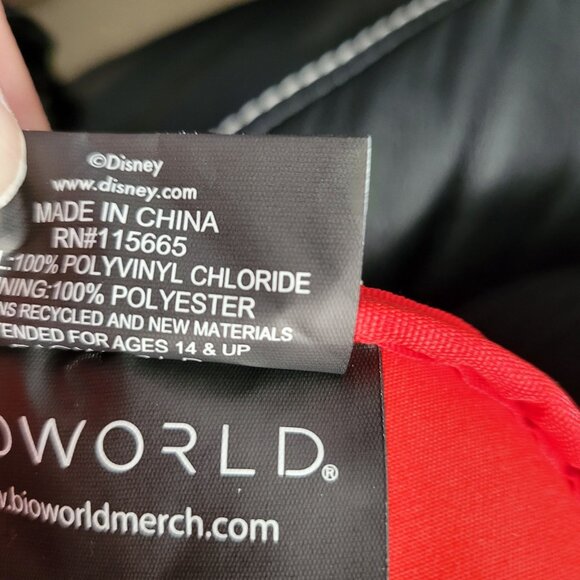 ©Disney
www.disney.com
MADE IN CHINA
RN#115665
L:100% POLYVINYL CHLORIDE
NING:100% POLYESTER
NS RECYCLED AND NEW MATERIALS
TENDED FOR AGES 14 & UP
OWORLD®
w.bioworldmerch.com